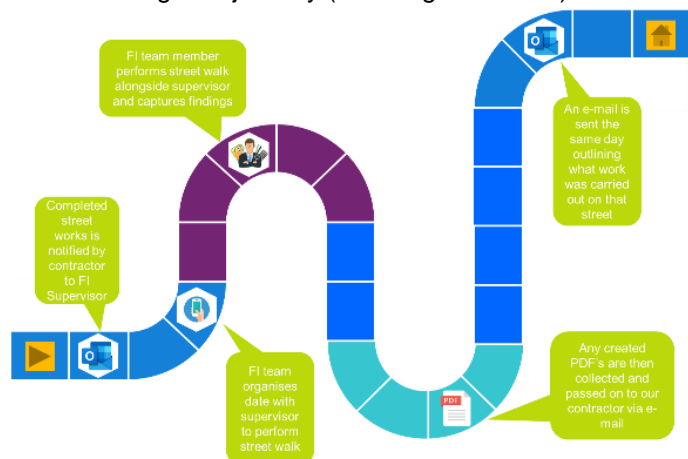 FI team member
performs street walk
alongside supervisor
and captures findings
An e-mail is
sent the
same day
outlining
what work
was carried
out on that
street
Completed
street
works is
notified by
contractor
to FI
Supervisor
FI team
organises
date with
supervisor
to perform
street walk
Any created
PDF's are then
collected and
passed on to our
contractor via e-
mail
PDF